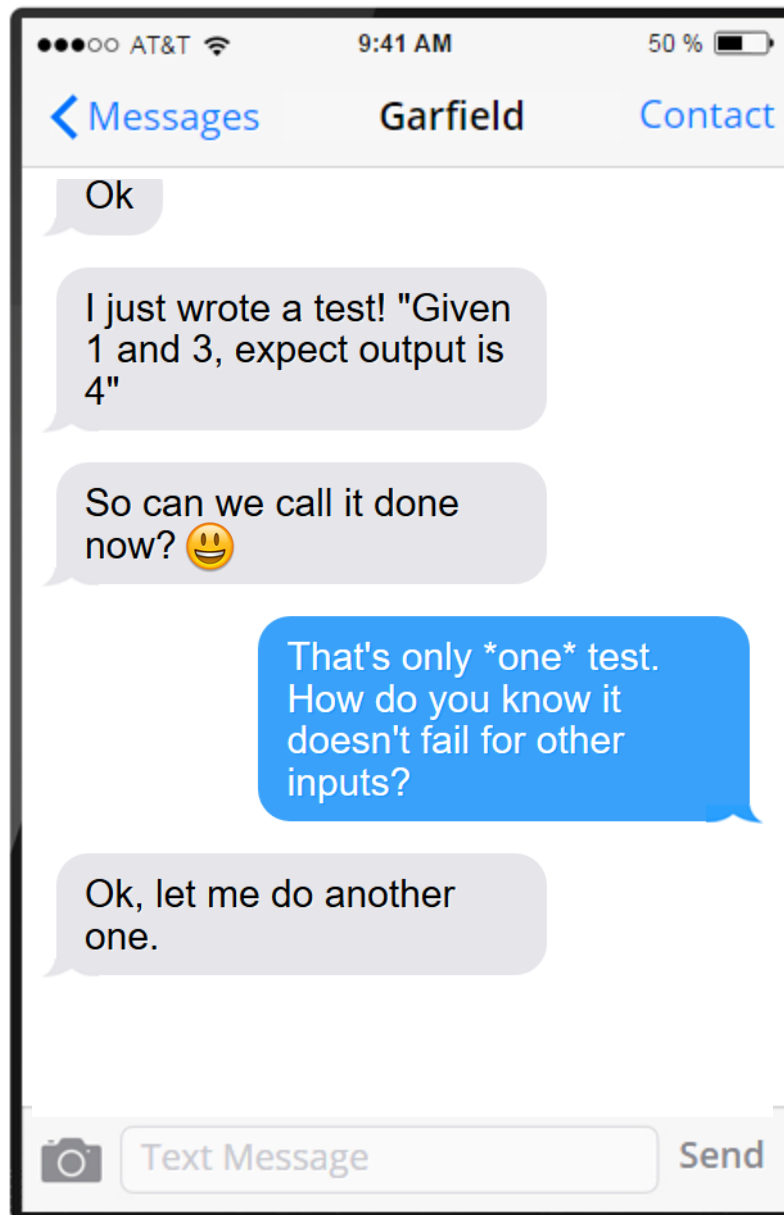 AT&T 9:41 AM 50 %
Messages Garfield Contact
Ok
I just wrote a test! "Given
1 and 3, expect output is
4"
So can we call it done
now? 😃
That's only *one* test.
How do you know it
doesn't fail for other
inputs?
Ok, let me do another
one.
Text Message Send